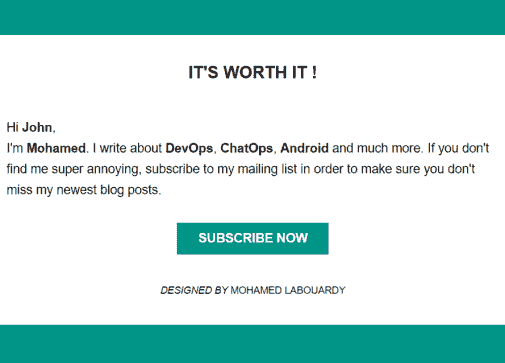 IT'S WORTH IT !
Hi John,
I'm Mohamed. I write about DevOps, ChatOps, Android and much more. If you don't
find me super annoying, subscribe to my mailing list in order to make sure you don't
miss my newest blog posts.
SUBSCRIBE NOW
DESIGNED BY MOHAMED LABOUARDY